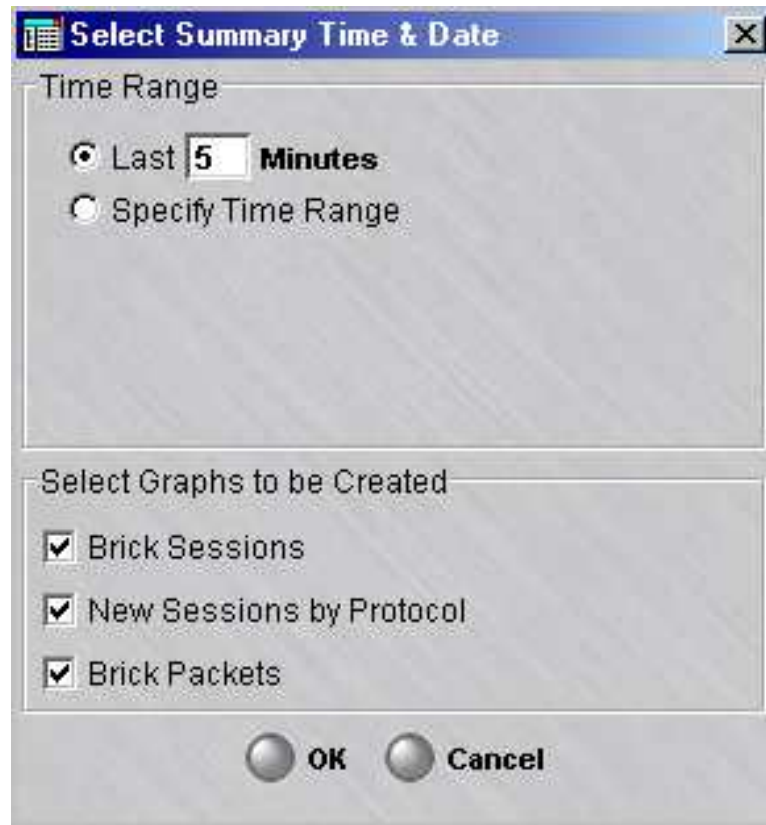 Select Summary Time & Date
Time Range
Last 5 Minutes
Specify Time Range
Select Graphs to be Created
Brick Sessions
New Sessions by Protocol
Brick Packets
OK Cancel